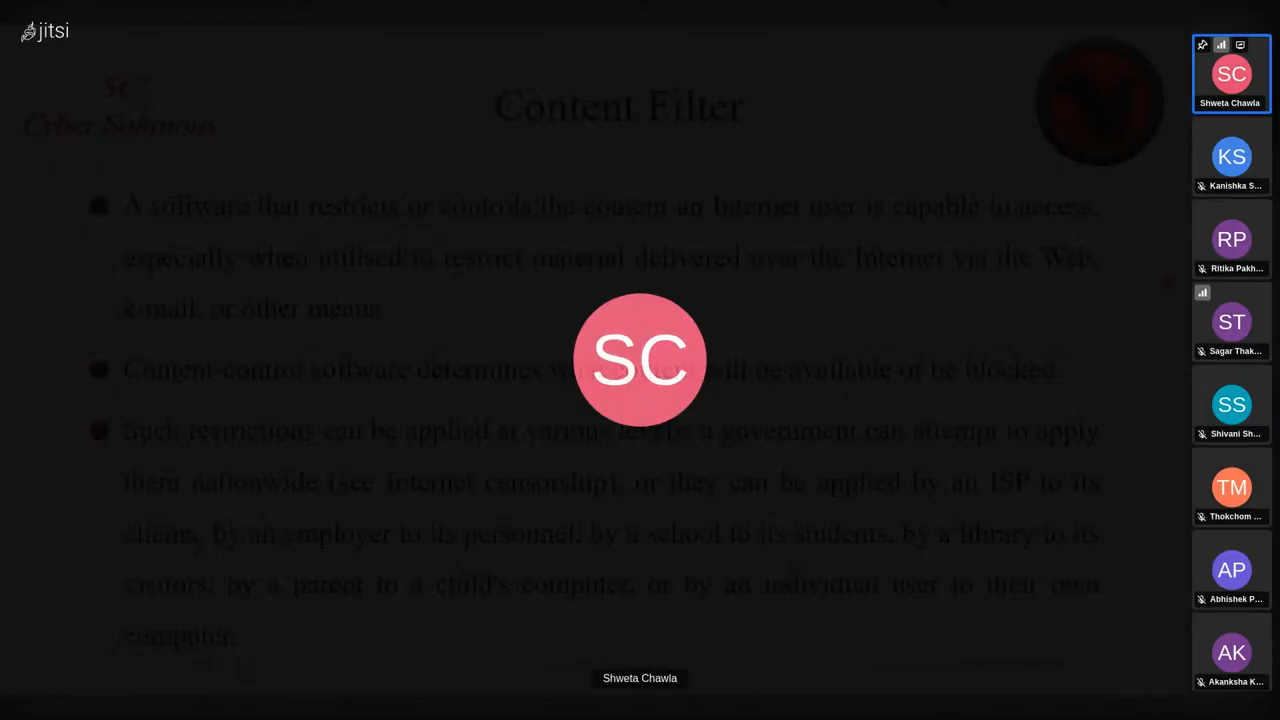 jitsi
SC
Cyber Solutions
Content Filter
A software that restricts or controls the content an Internet user is capable to access,
especially when utilised to restrict material delivered over the Internet via the Web,
e-mail, or other means.
SC
Content-control software determines what content will be available or be blocked.
Such restrictions can be applied at various levels: a government can attempt to apply
them nationwide (see Internet censorship), or they can be applied by an ISP to its
clients, by an employer to its personnel, by a school to its students, by a library to its
visitors, by a parent to a child's computer, or by an individual user to their own
computer.
Shweta Chawla
SC
Shweta Chawla
KS
Kanishka S...
RP
Ritika Pakh...
ST
Sagar Thak...
SS
Shivani Sh...
TM
Thokchom ...
AP
Abhishek P...
AK
Akanksha K...